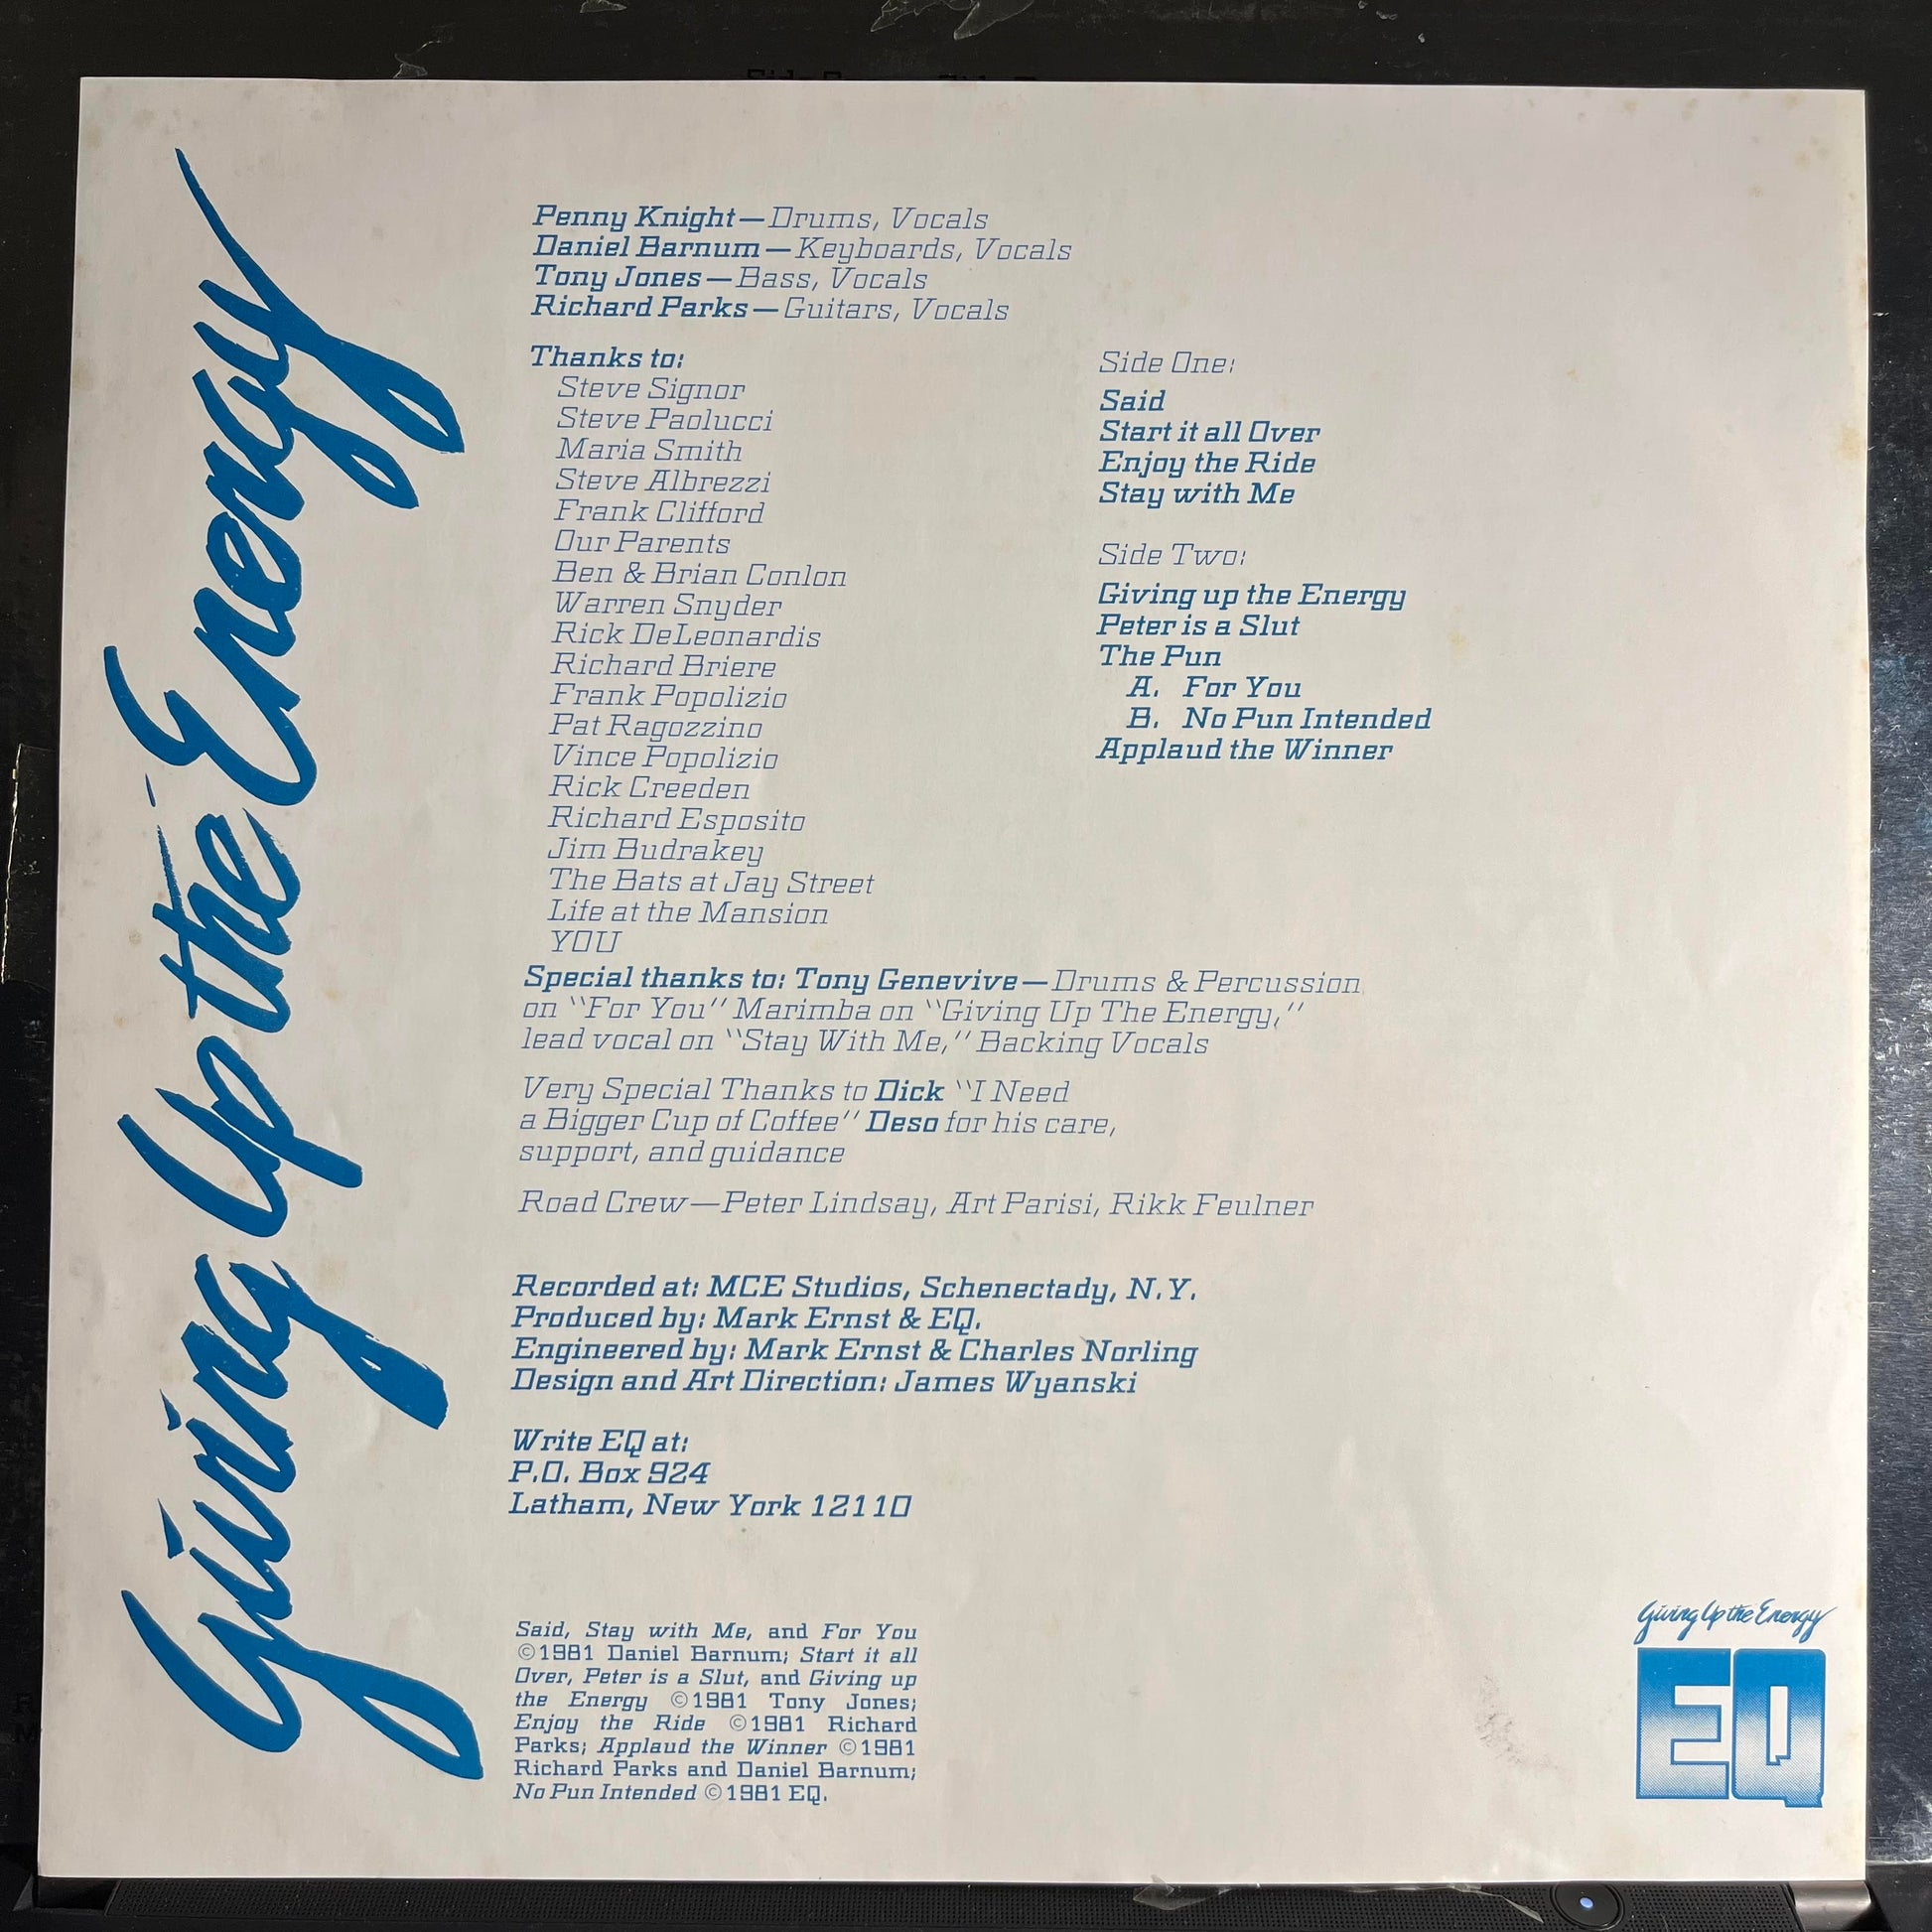 Giving Up the Energy
Penny Knight—Drums, Vocals
Daniel Barnum—Keyboards, Vocals
Tony Jones—Bass, Vocals
Richard Parks—Guitars, Vocals
Thanks to:
Steve Signor
Steve Paolucci
Maria Smith
Steve Albrezzi
Frank Clifford
Our Parents
Ben & Brian Conlon
Warren Snyder
Rick DeLeonardis
Richard Briere
Frank Popolizio
Pat Ragozzino
Vince Popolizio
Rick Creeden
Richard Esposito
Jim Budrakey
The Bats at Jay Street
Life at the Mansion
YOU
Side One:
Said
Start it all Over
Enjoy the Ride
Stay with Me
Side Two:
Giving up the Energy
Peter is a Slut
The Pun
A. For You
B. No Pun Intended
Applaud the Winner
Special thanks to: Tony Genevive—Drums & Percussion
on "For You" Marimba on "Giving Up The Energy,"
lead vocal on "Stay With Me," Backing Vocals
Very Special Thanks to Dick "I Need
a Bigger Cup of Coffee" Deso for his care,
support, and guidance
Road Crew—Peter Lindsay, Art Parisi, Rikk Feulner
Recorded at: MCE Studios, Schenectady, N.Y.
Produced by: Mark Ernst & EQ.
Engineered by: Mark Ernst & Charles Norling
Design and Art Direction: James Wyanski
Write EQ at:
P.O. Box 924
Latham, New York 12110
Said, Stay with Me, and For You
©1981 Daniel Barnum; Start it all
Over, Peter is a Slut, and Giving up
the Energy ©1981 Tony Jones;
Enjoy the Ride ©1981 Richard
Parks; Applaud the Winner ©1981
Richard Parks and Daniel Barnum;
No Pun Intended ©1981 EQ.
Giving Up the Energy
EQ